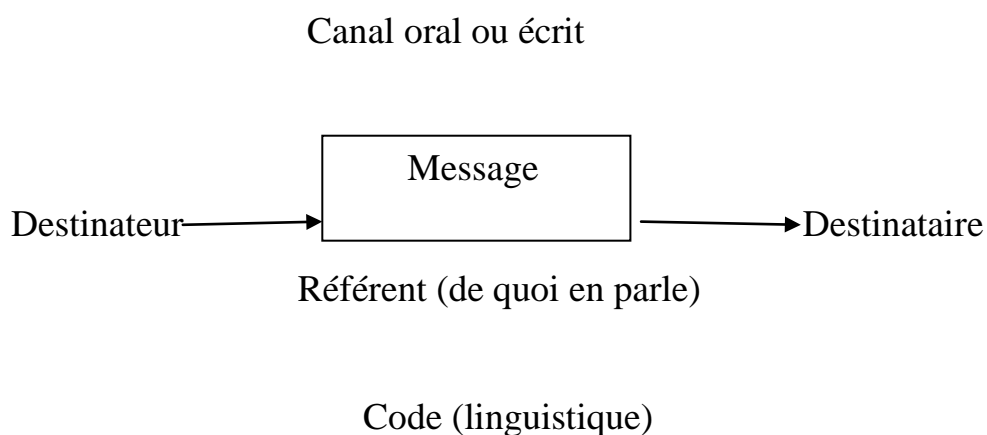 Canal oral ou écrit
Message
Destinateur
Destinataire
Référent (de quoi en parle)
Code (linguistique)